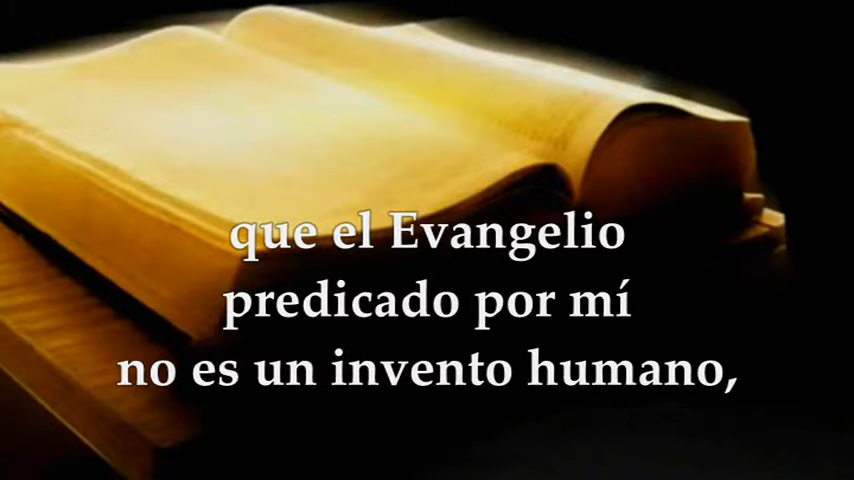 que el Evangelio
predicado por mí
no es un invento humano,